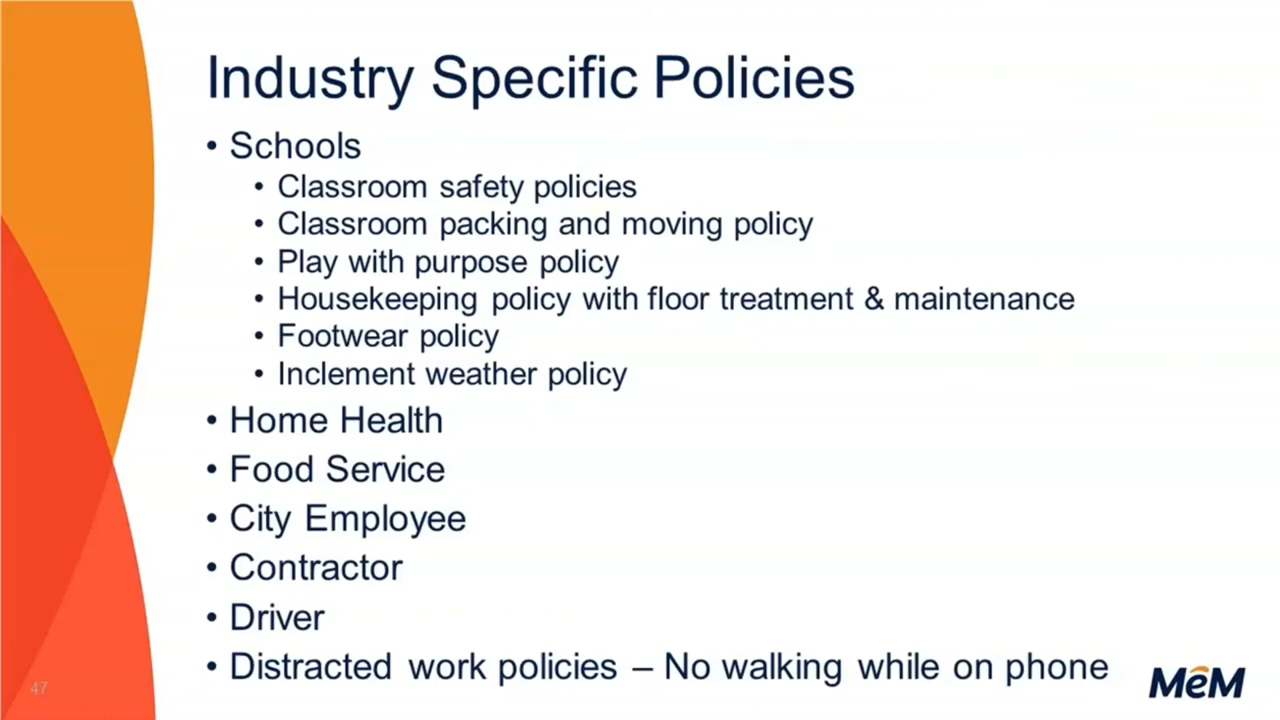 Industry Specific Policies
• Schools
• Classroom safety policies
• Classroom packing and moving policy
• Play with purpose policy
• Housekeeping policy with floor treatment & maintenance
• Footwear policy
• Inclement weather policy
• Home Health
• Food Service
• City Employee
• Contractor
• Driver
• Distracted work policies – No walking while on phone
47
MeM